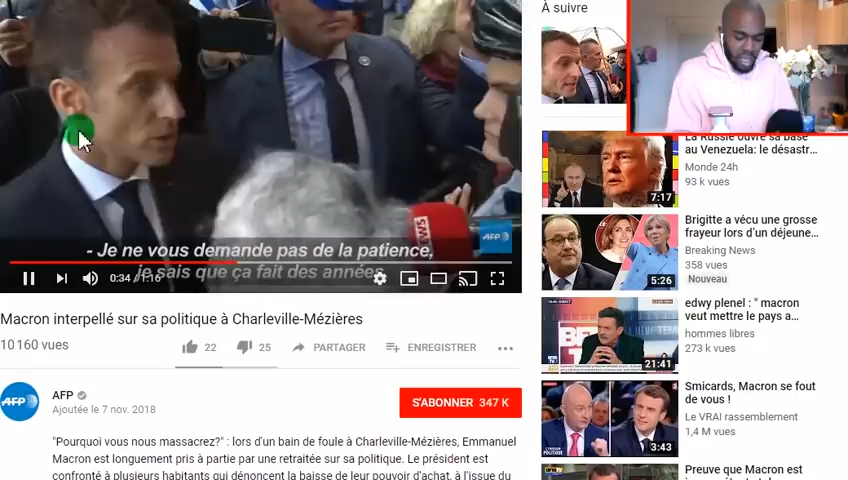 À suivre
- Je ne vous demande pas de la patience,
je sais que ça fait des années.
NEWS
AFP
0:34 / 1:16
Macron interpellé sur sa politique à Charleville-Mézières
10 160 vues
22
25
PARTAGER
ENREGISTRER
AFP
AFP
Ajoutée le 7 nov. 2018
S'ABONNER 347 K
"Pourquoi vous nous massacrez?" : lors d'un bain de foule à Charleville-Mézières, Emmanuel
Macron est longuement pris à partie par une retraitée sur sa politique. Le président est
confronté à plusieurs habitants qui dénoncent la baisse de leur pouvoir d'achat, à l'issue du
La Russie ouvre sa base
au Venezuela: le désastr...
Monde 24h
93 k vues
7:17
Brigitte a vécu une grosse
frayeur lors d'un déjeune...
Breaking News
358 vues
Nouveau
5:26
edwy plenel : " macron
veut mettre le pays a...
hommes libres
273 k vues
21:41
Smicards, Macron se fout
de vous !
Le VRAI rassemblement
1,4 M vues
3:43
Preuve que Macron est